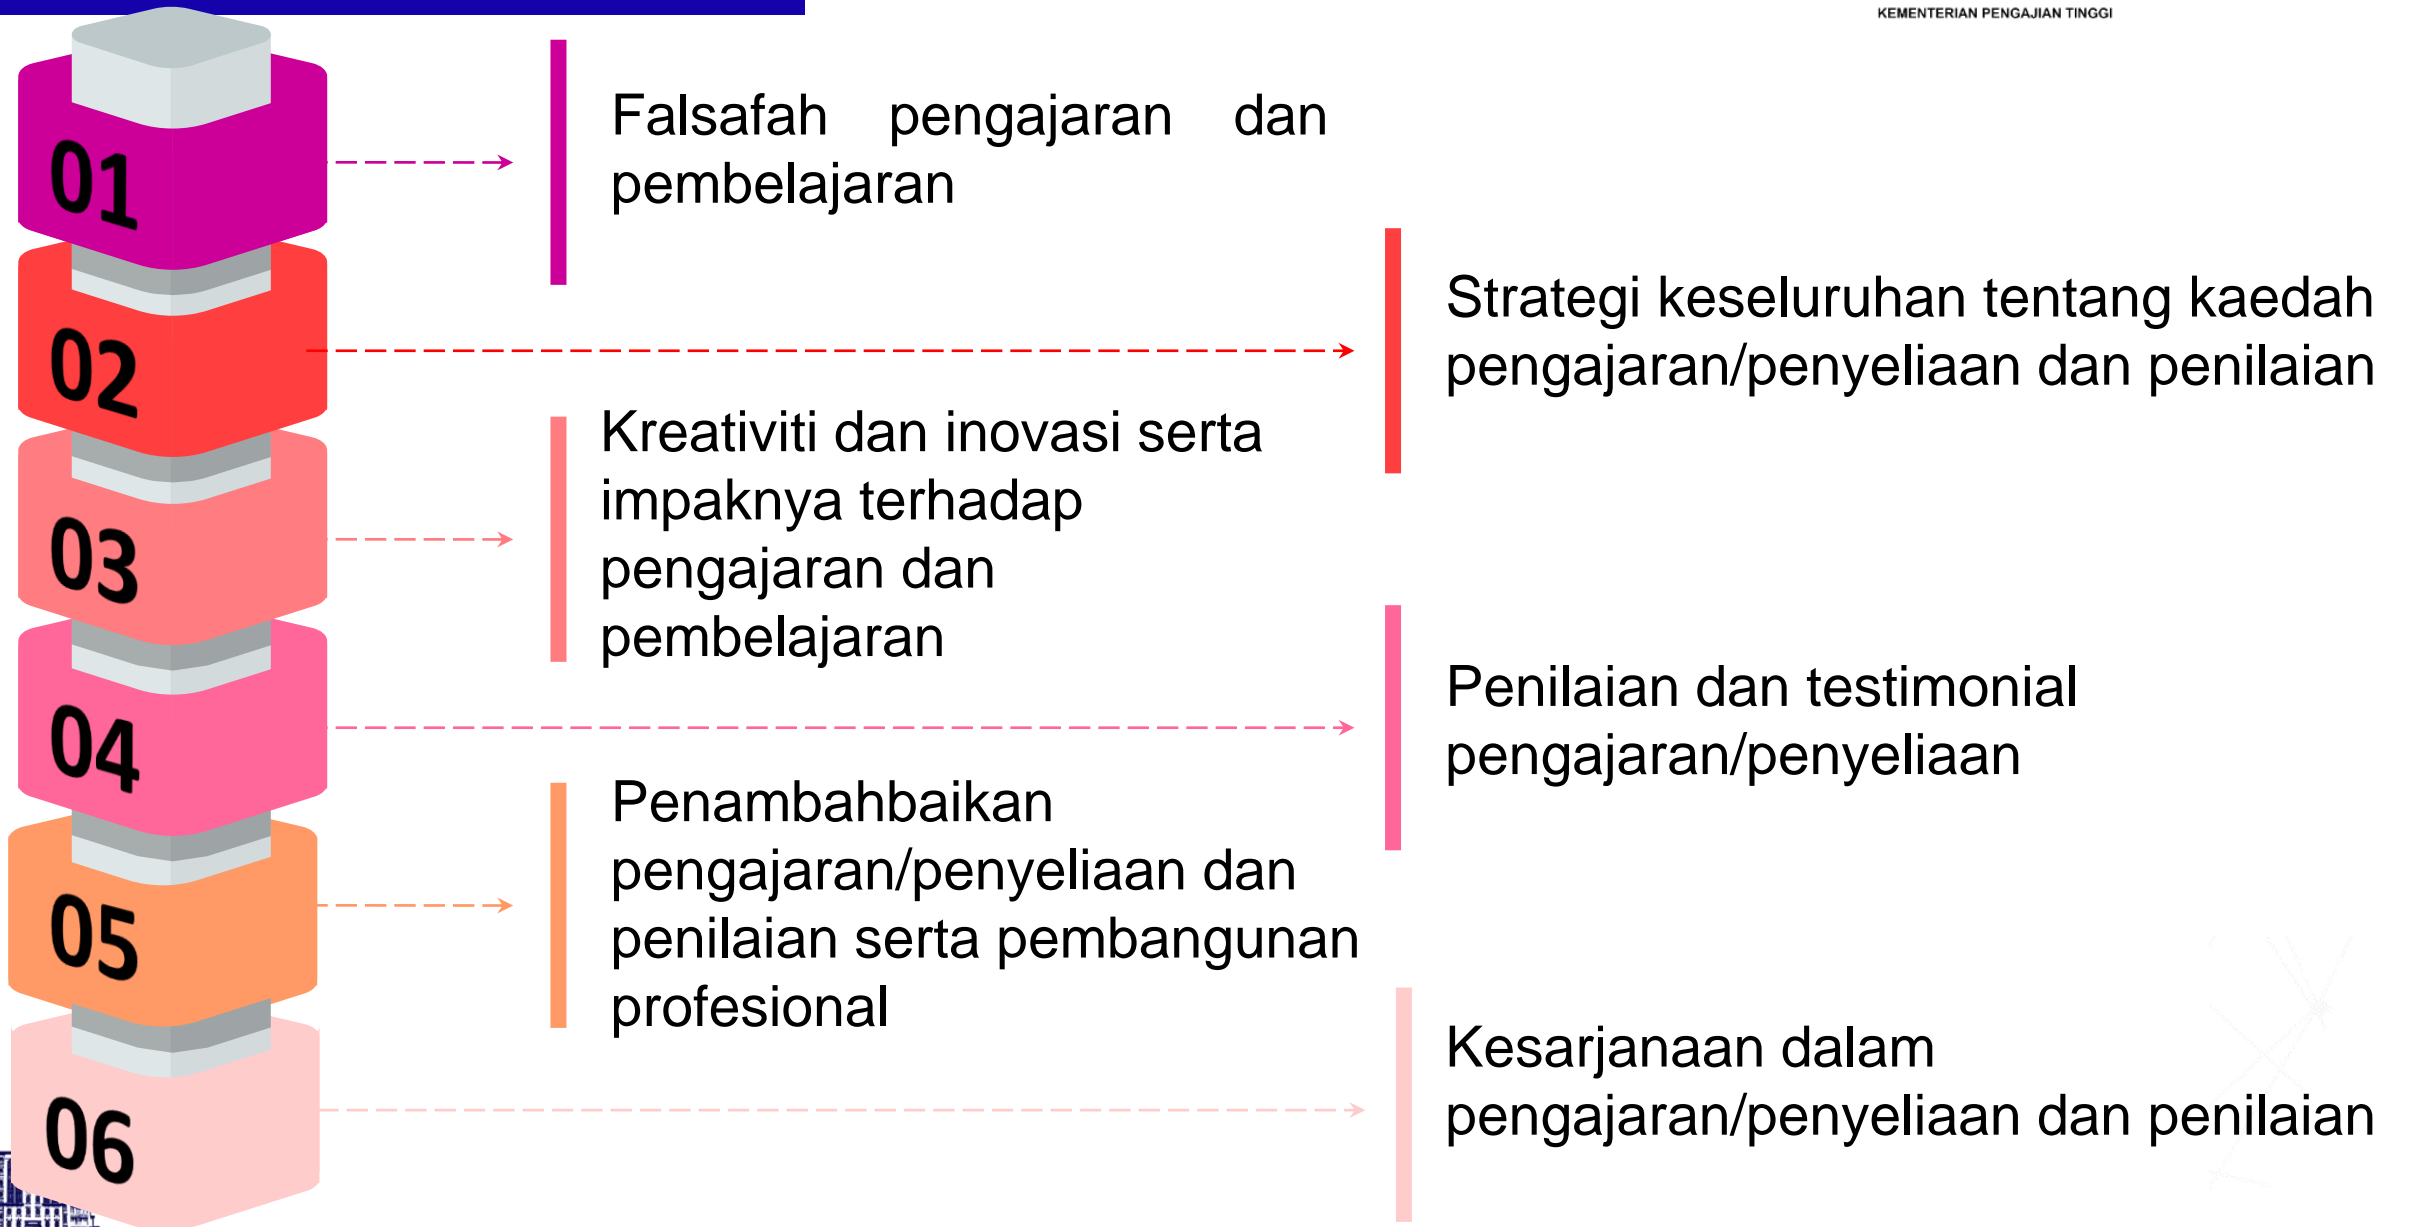 KEMENTERIAN PENGAJIAN TINGGI
01
Falsafah pengajaran dan
pembelajaran
02
Strategi keseluruhan tentang kaedah
pengajaran/penyeliaan dan penilaian
03
Kreativiti dan inovasi serta
impaknya terhadap
pengajaran dan
pembelajaran
04
Penilaian dan testimonial
pengajaran/penyeliaan
05
Penambahbaikan
pengajaran/penyeliaan dan
penilaian serta pembangunan
profesional
06
Kesarjanaan dalam
pengajaran/penyeliaan dan penilaian